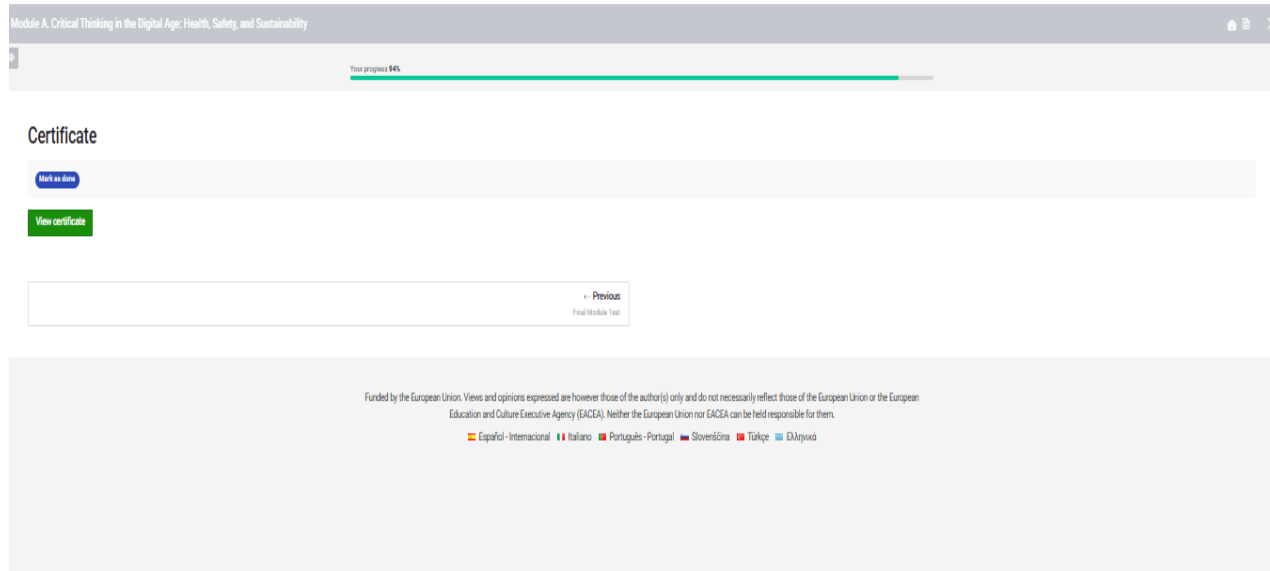 Module A. Critical Thinking in the Digital Age: Health, Safety, and Sustainability
Your progress 94%
Certificate
Mark as done
View certificate
← Previous
Final Module Test
Funded by the European Union. Views and opinions expressed are however those of the author(s) only and do not necessarily reflect those of the European Union or the European
Education and Culture Executive Agency (EACEA). Neither the European Union nor EACEA can be held responsible for them.
Español - Internacional Italiano Português - Portugal Slovenščina Türkçe Ελληνικά